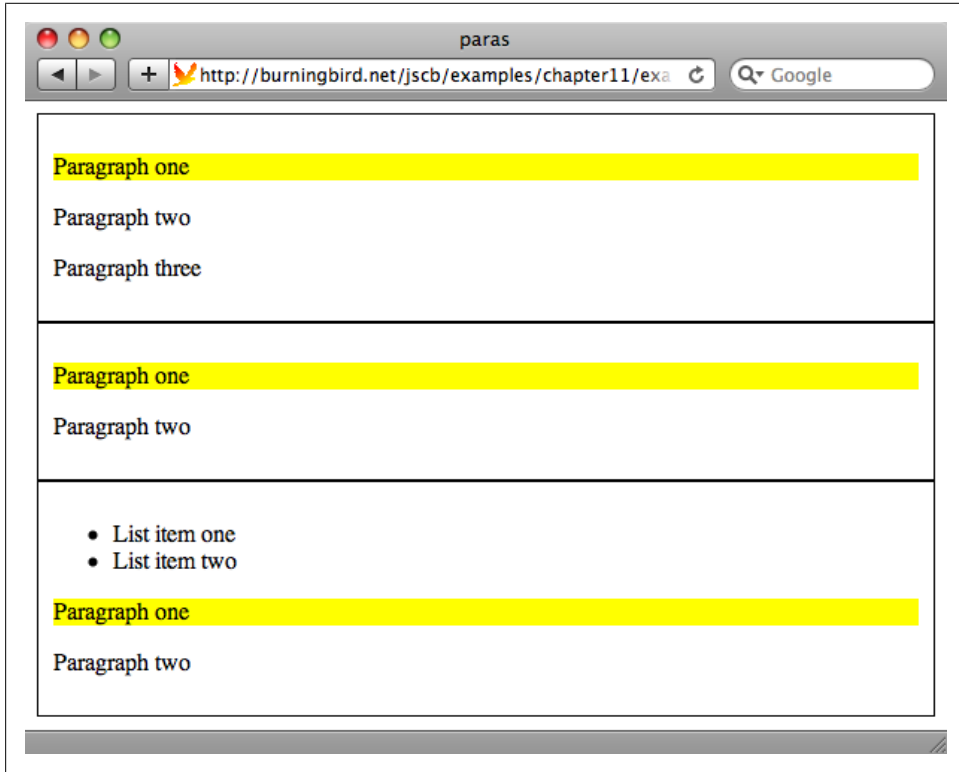 paras
http://burningbird.net/jscb/examples/chapter11/exa
Google
Paragraph one
Paragraph two
Paragraph three
Paragraph one
Paragraph two
• List item one
• List item two
Paragraph one
Paragraph two